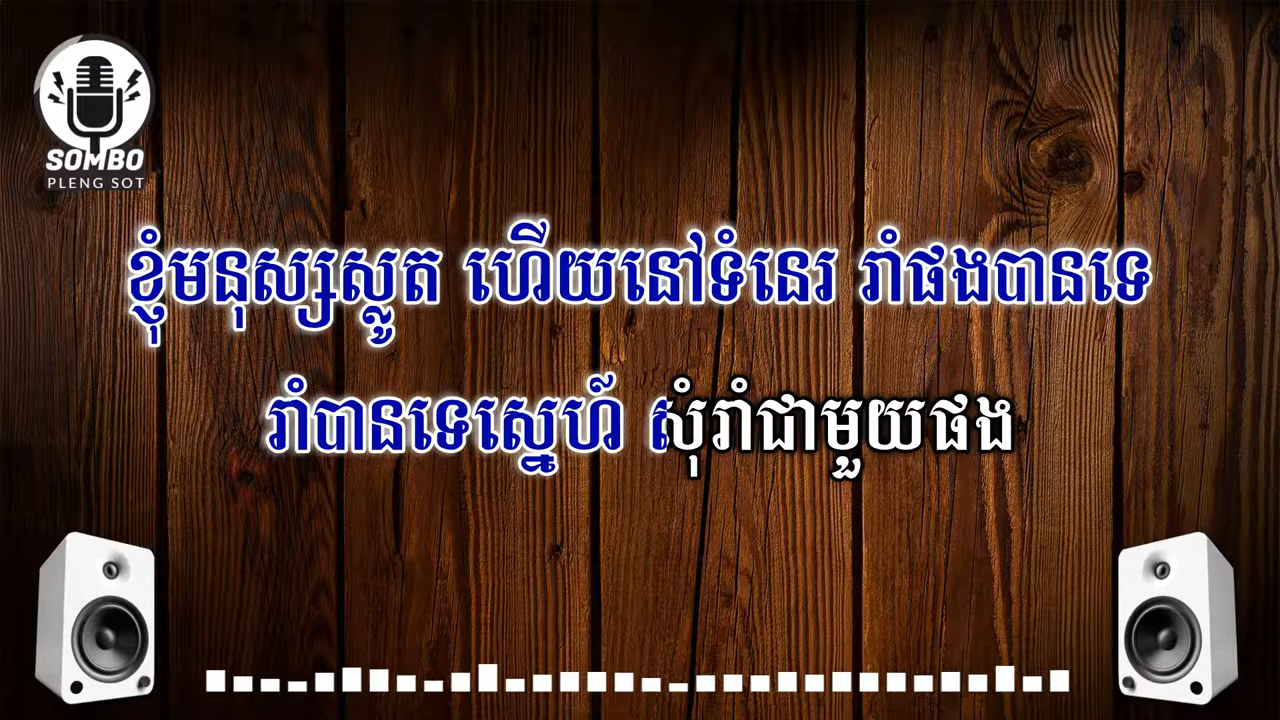 SOMBO
PLENG SOT
ខ្ញុំមនុស្សស្លូត ហើយនៅទំនេរ រាំផងបានទេ
រាំបានទេស្នេហ៍ សុំរាំជាមួយផង